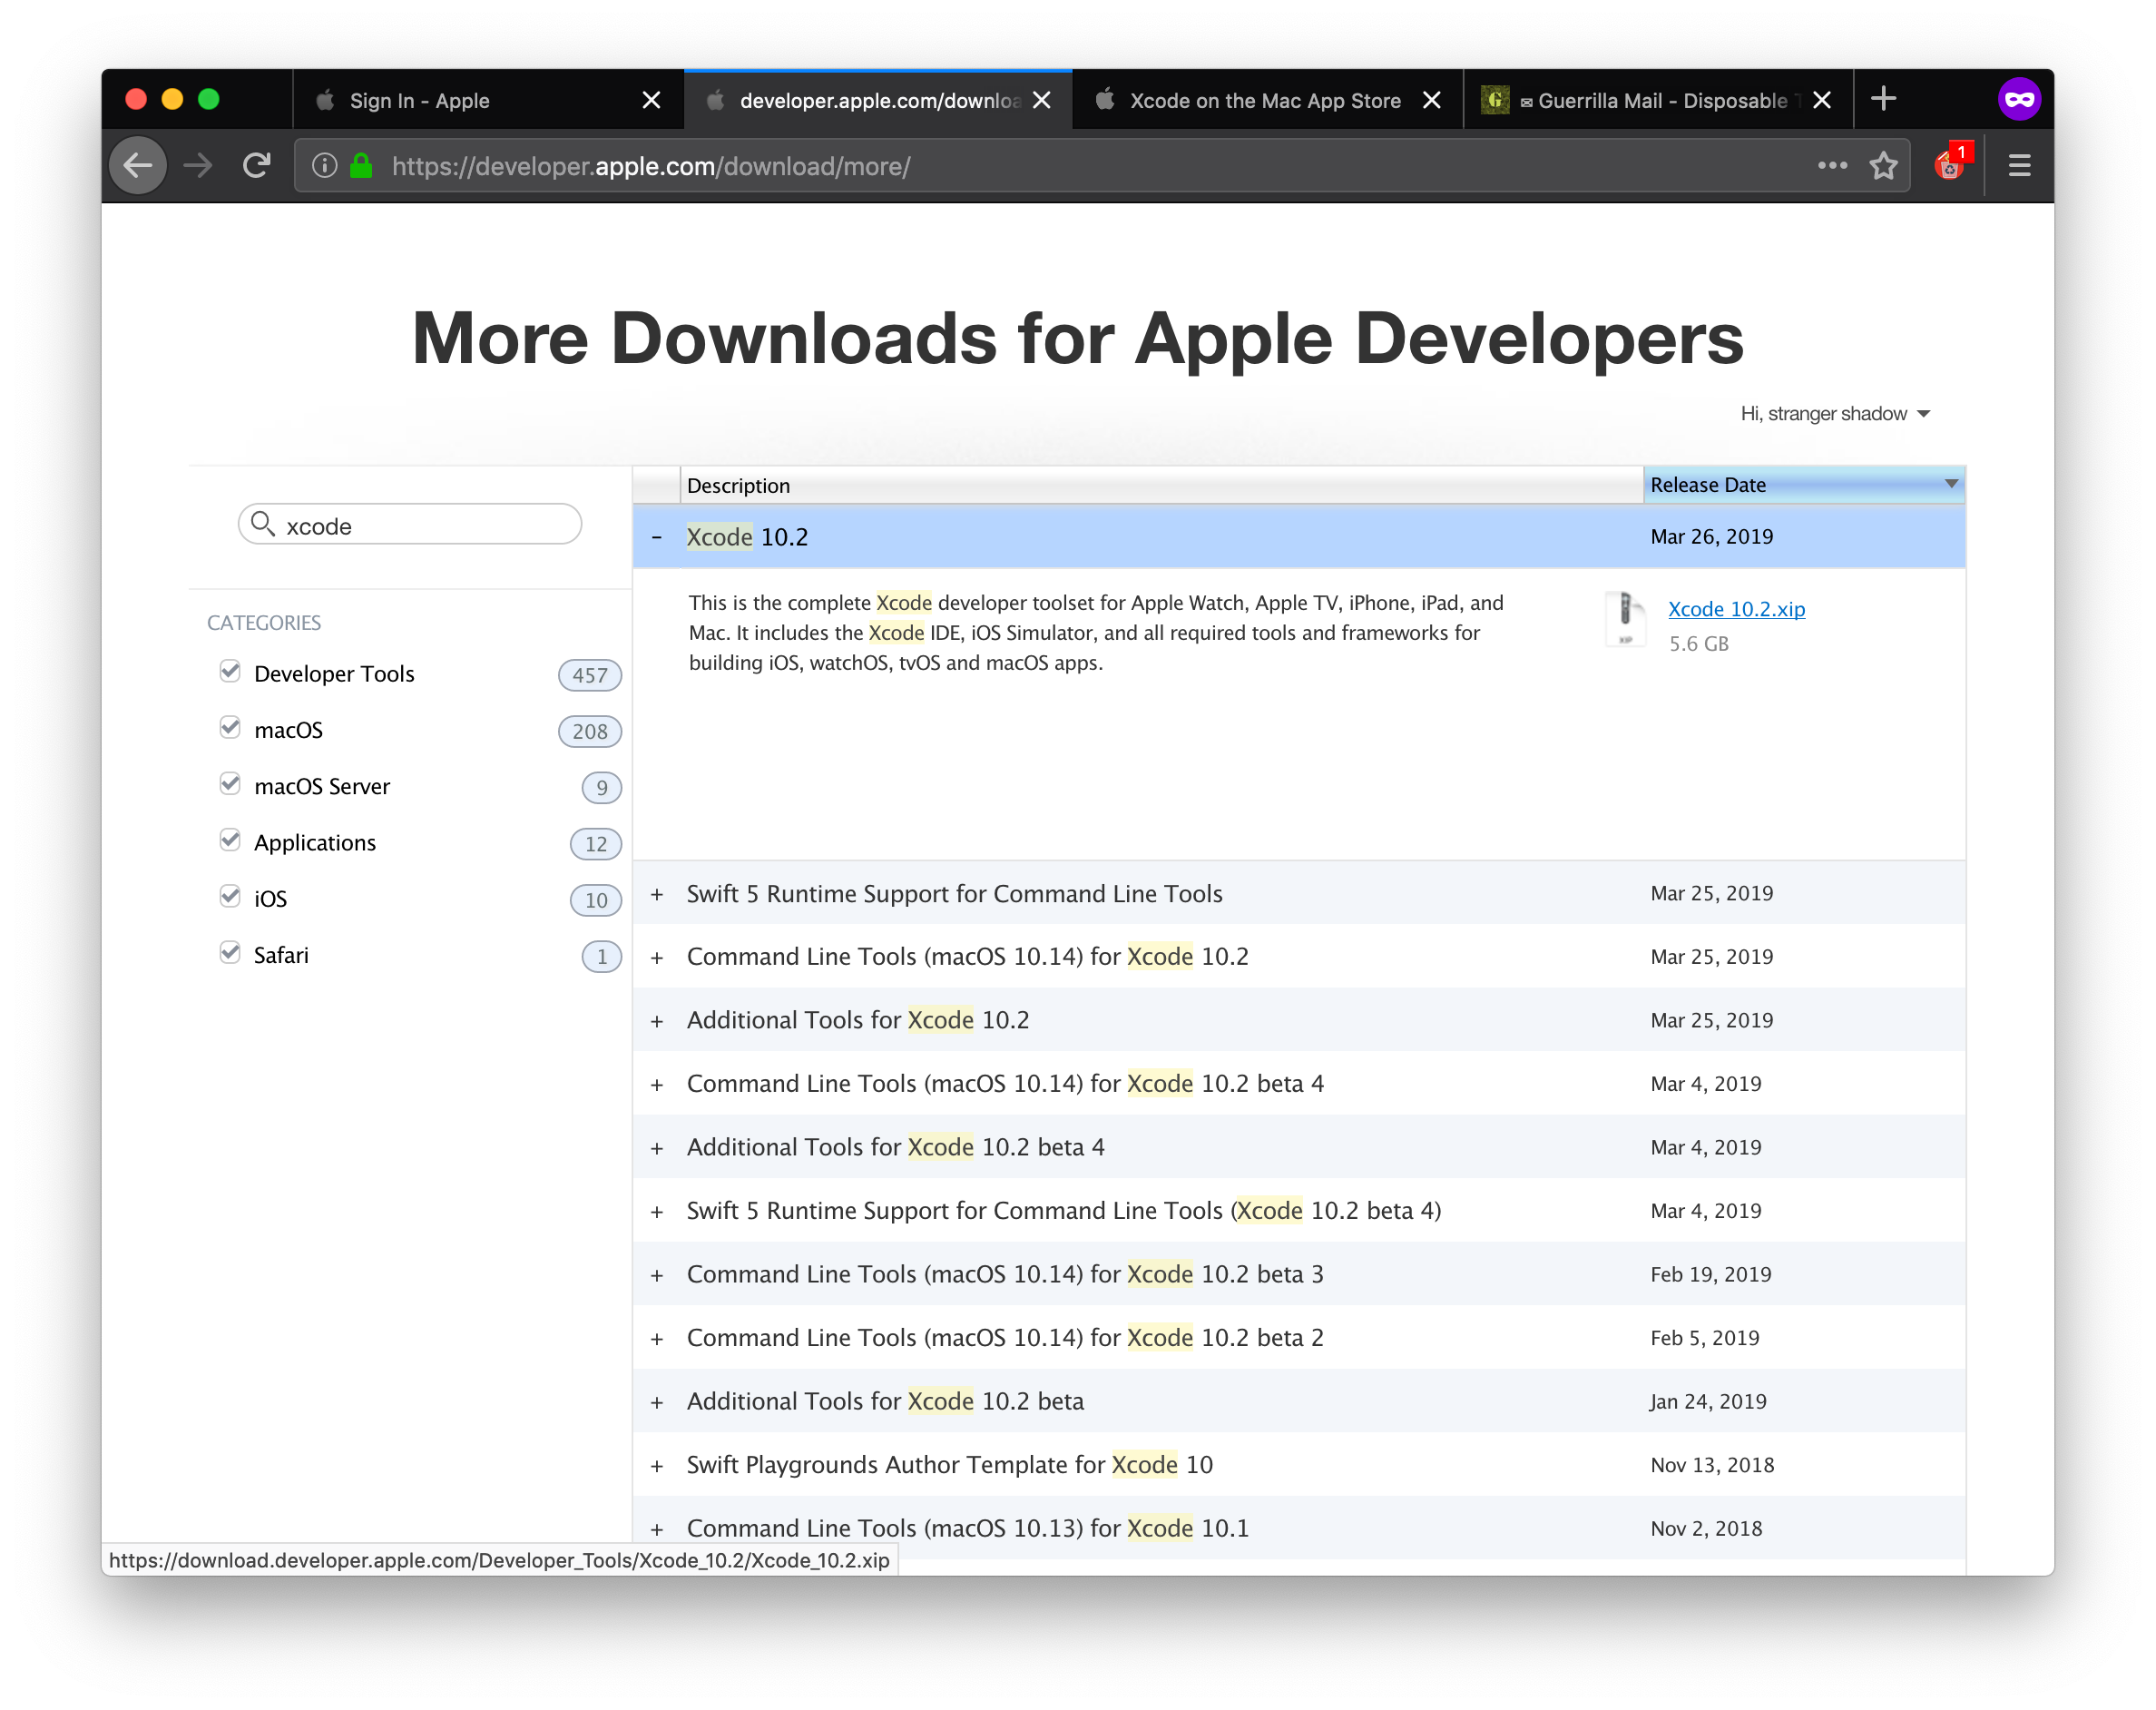 Sign In - Apple
developer.apple.com/downloa
Xcode on the Mac App Store
✉ Guerrilla Mail - Disposable T
https://developer.apple.com/download/more/
1
More Downloads for Apple Developers
Hi, stranger shadow
xcode
CATEGORIES
Developer Tools 457
macOS 208
macOS Server 9
Applications 12
iOS 10
Safari 1
Description Release Date
− Xcode 10.2 Mar 26, 2019
This is the complete Xcode developer toolset for Apple Watch, Apple TV, iPhone, iPad, and
Mac. It includes the Xcode IDE, iOS Simulator, and all required tools and frameworks for
building iOS, watchOS, tvOS and macOS apps.
XIP
Xcode 10.2.xip
5.6 GB
+ Swift 5 Runtime Support for Command Line Tools Mar 25, 2019
+ Command Line Tools (macOS 10.14) for Xcode 10.2 Mar 25, 2019
+ Additional Tools for Xcode 10.2 Mar 25, 2019
+ Command Line Tools (macOS 10.14) for Xcode 10.2 beta 4 Mar 4, 2019
+ Additional Tools for Xcode 10.2 beta 4 Mar 4, 2019
+ Swift 5 Runtime Support for Command Line Tools (Xcode 10.2 beta 4) Mar 4, 2019
+ Command Line Tools (macOS 10.14) for Xcode 10.2 beta 3 Feb 19, 2019
+ Command Line Tools (macOS 10.14) for Xcode 10.2 beta 2 Feb 5, 2019
+ Additional Tools for Xcode 10.2 beta Jan 24, 2019
+ Swift Playgrounds Author Template for Xcode 10 Nov 13, 2018
+ Command Line Tools (macOS 10.13) for Xcode 10.1 Nov 2, 2018
https://download.developer.apple.com/Developer_Tools/Xcode_10.2/Xcode_10.2.xip